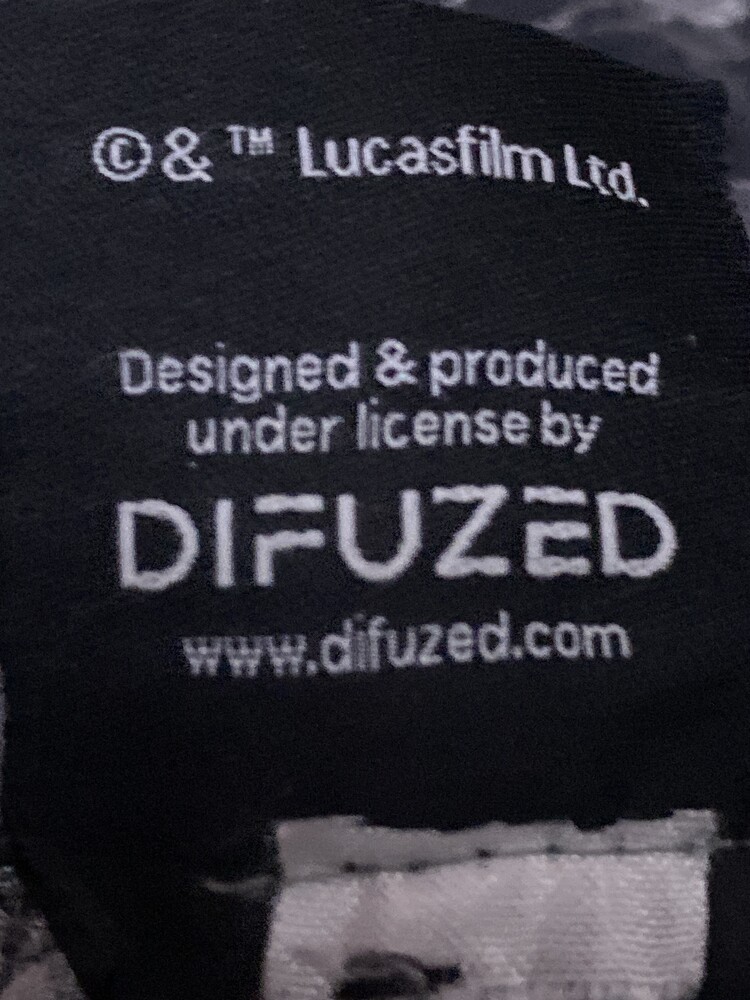 ©&™ Lucasfilm Ltd.
Designed & produced
under license by
DIFUZED
www.difuzed.com